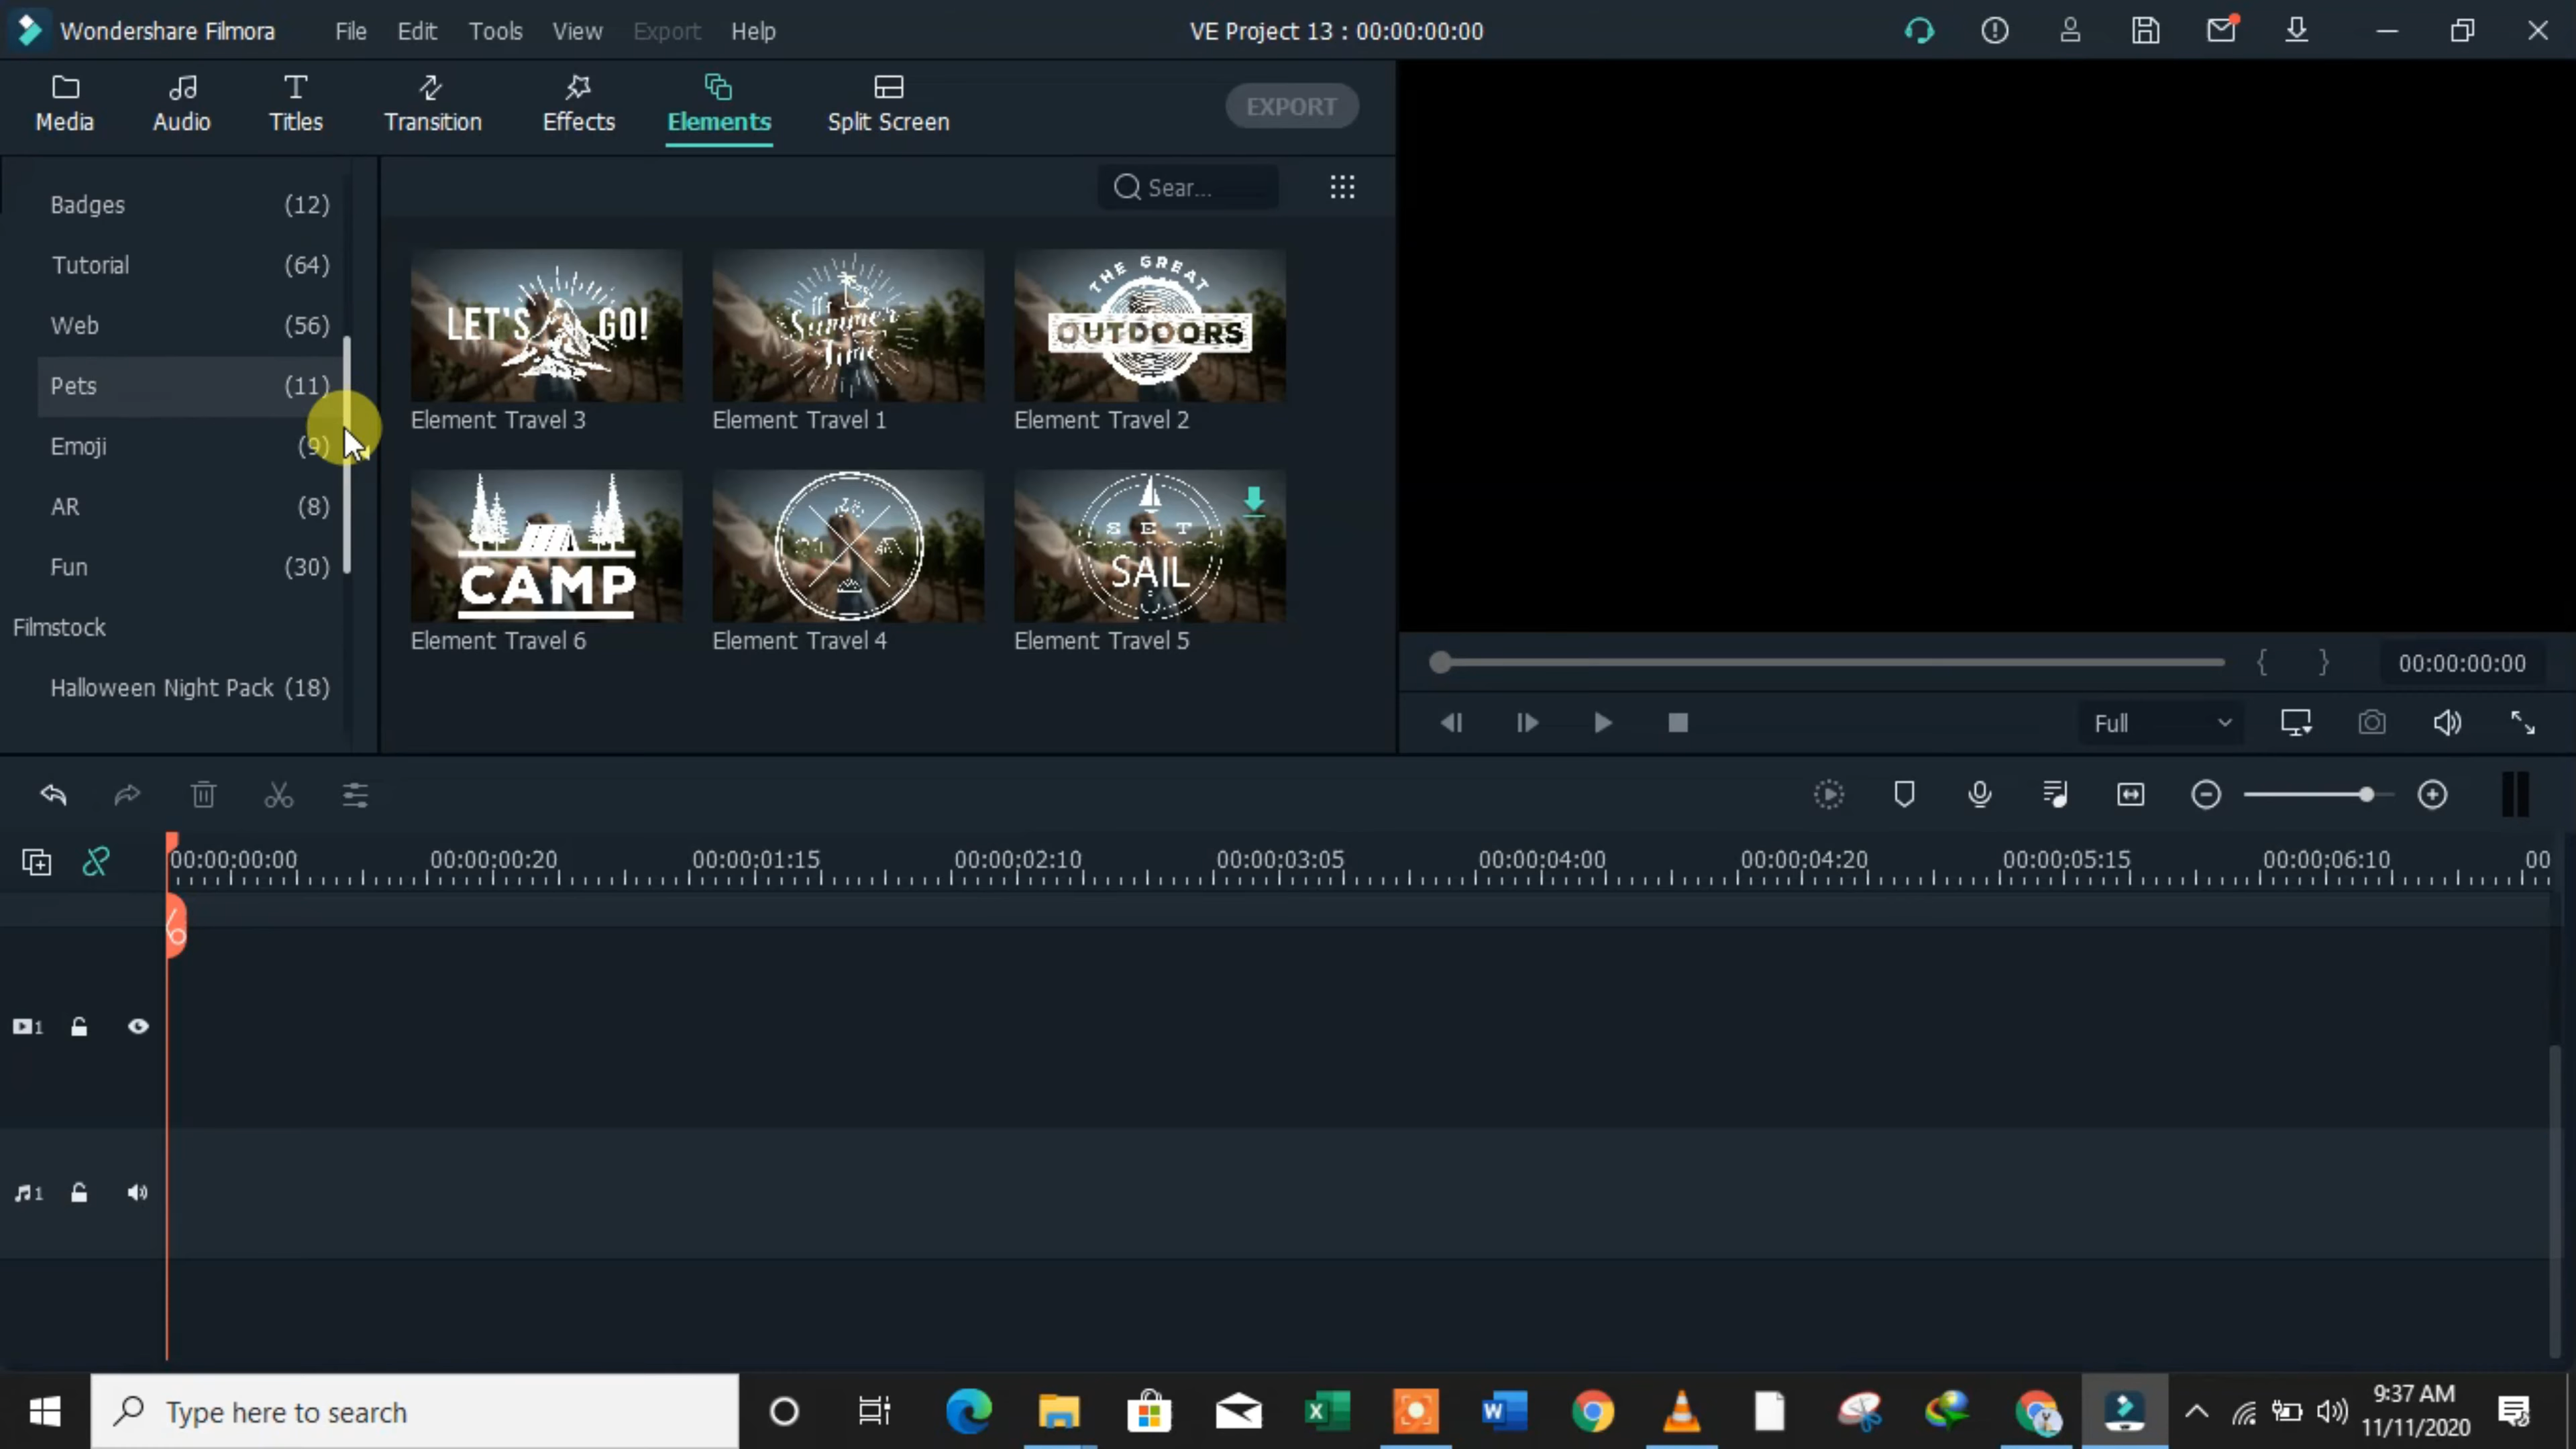 Wondershare Filmora File Edit Tools View Export Help VE Project 13 : 00:00:00:00
Media Audio Titles Transition Effects Elements Split Screen EXPORT
Sear...
Badges (12)
Tutorial (64)
Web (56)
Pets (11)
Emoji (9)
AR (8)
Fun (30)
Filmstock
Halloween Night Pack (18)
LET'S GO!
Element Travel 3
Summer Time
Element Travel 1
THE GREAT
OUTDOORS
Element Travel 2
CAMP
Element Travel 6
Element Travel 4
SET
SAIL
Element Travel 5
{ } 00:00:00:00
Full
00:00:00:00 00:00:00:20 00:00:01:15 00:00:02:10 00:00:03:05 00:00:04:00 00:00:04:20 00:00:05:15 00:00:06:10 00
1
1
Type here to search
9:37 AM
11/11/2020